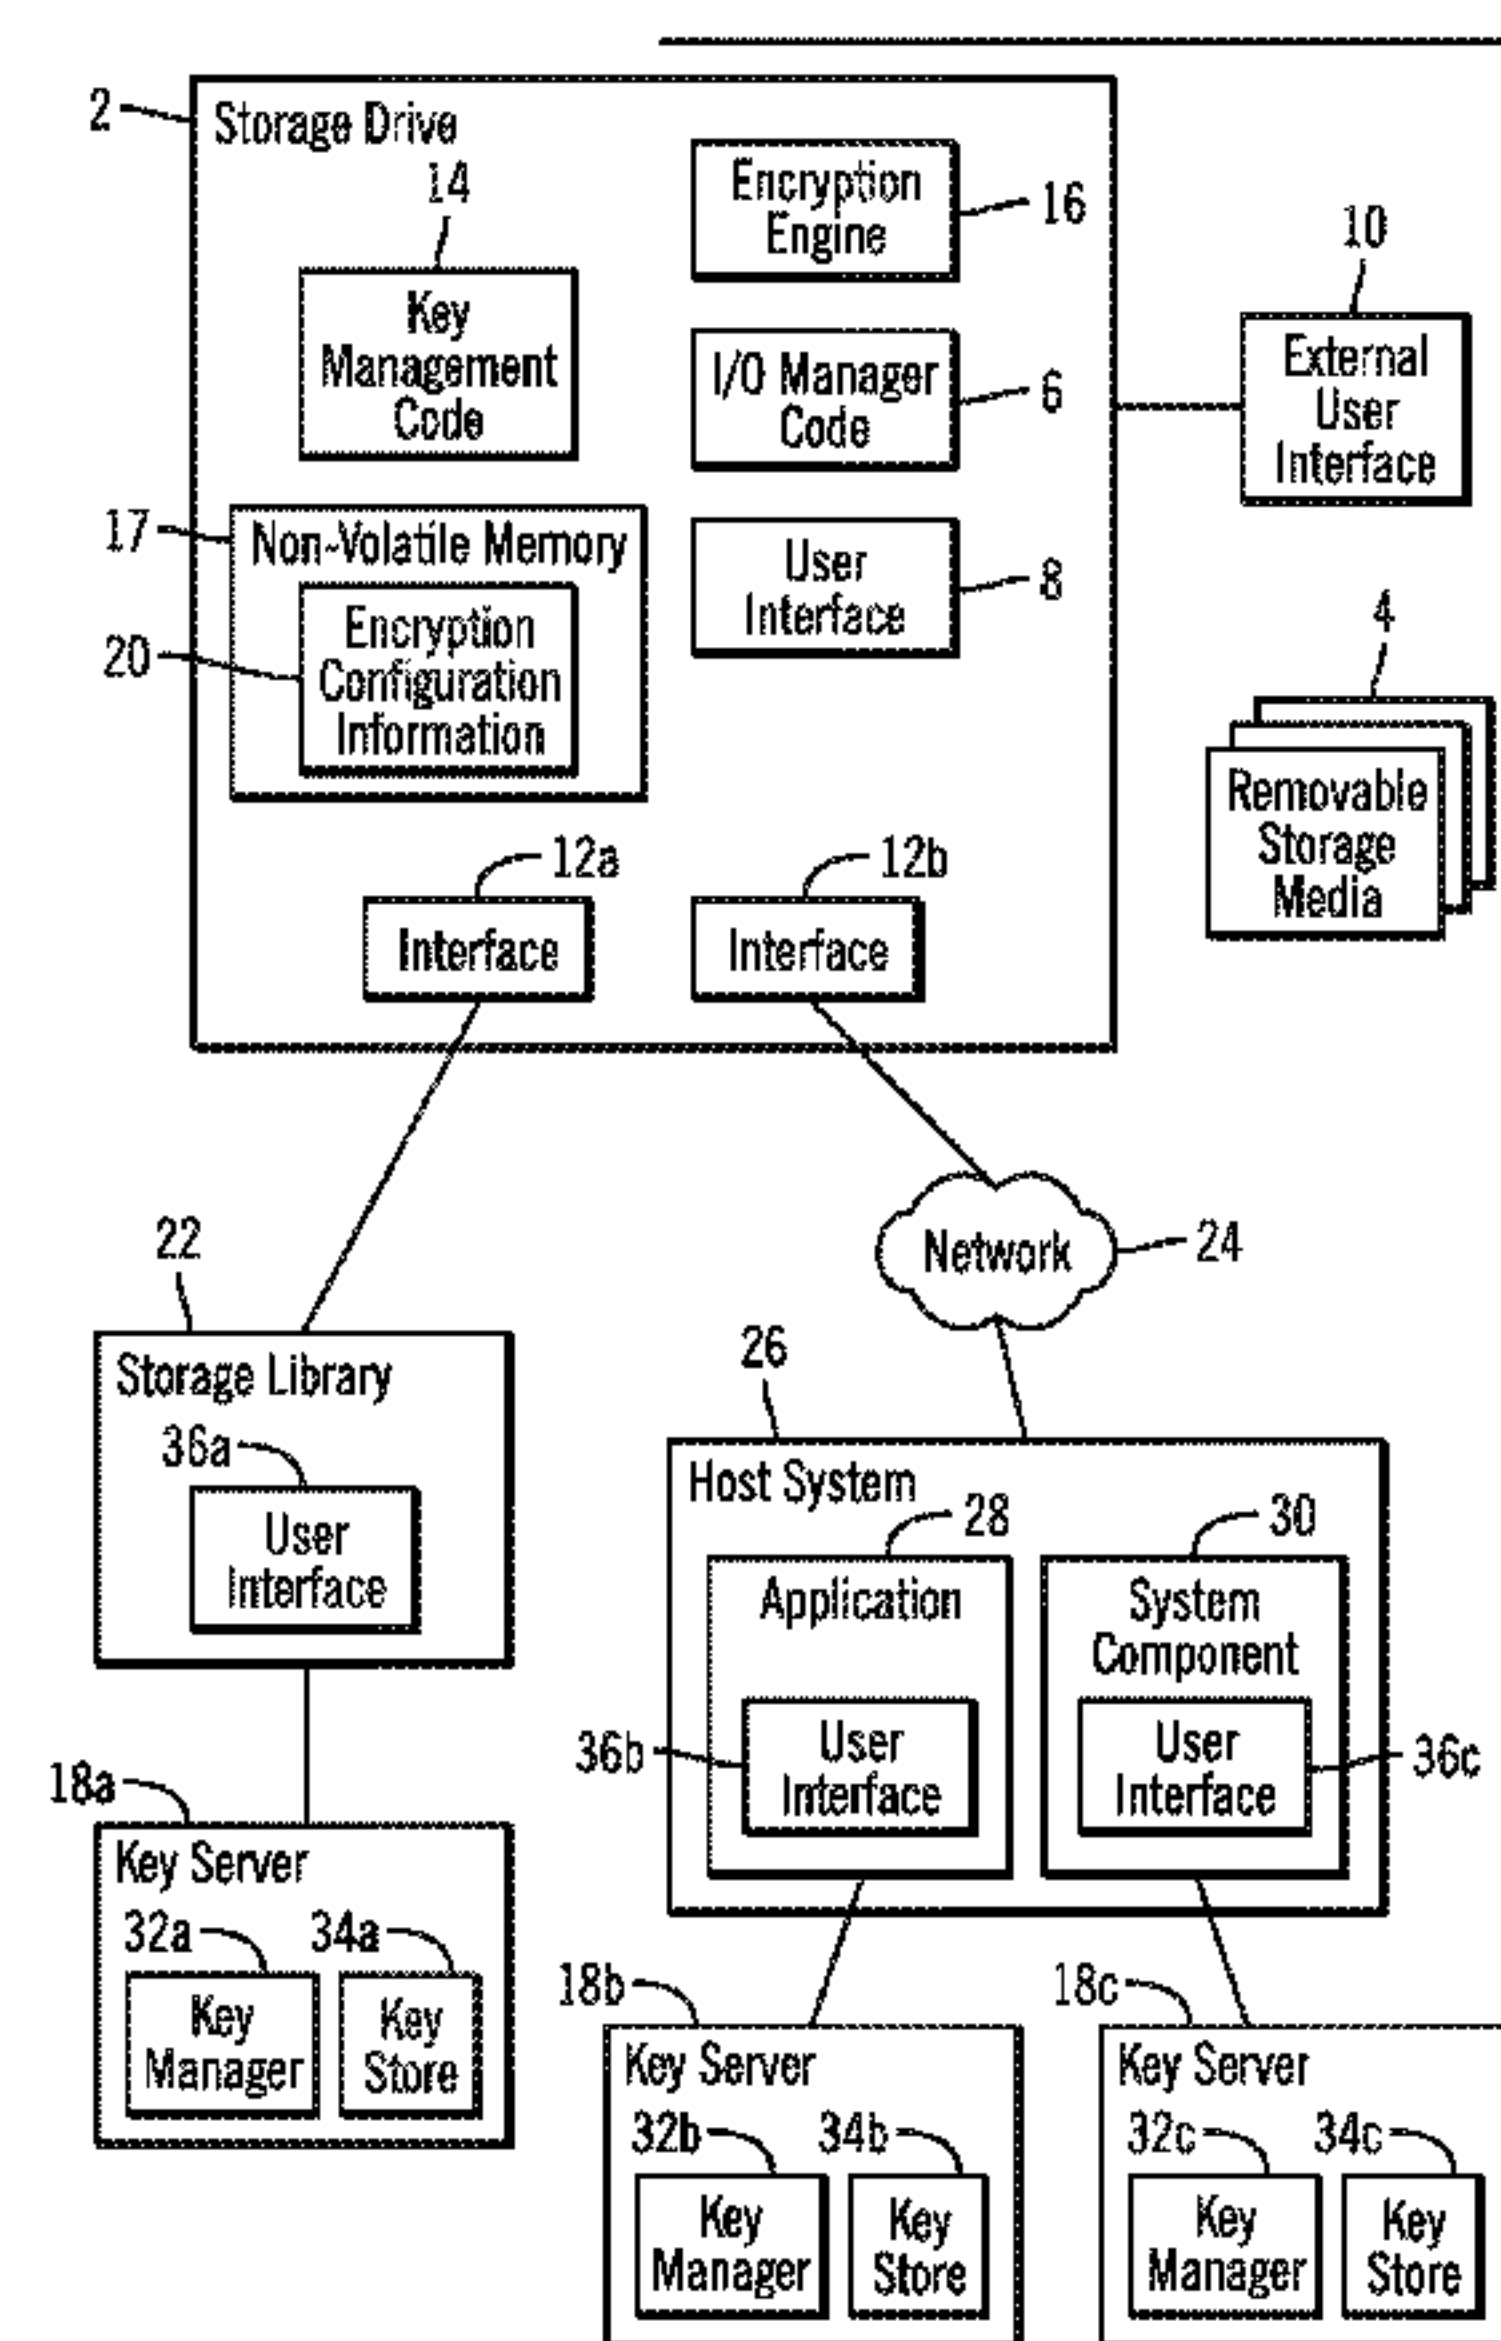 2
Storage Drive
14
Key
Management
Code
Encryption
Engine
16
I/O Manager
Code
6
10
External
User
Interface
17
Non-Volatile Memory
20
Encryption
Configuration
Information
User
Interface
8
4
Removable
Storage
Media
12a
Interface
12b
Interface
Network
24
22
Storage Library
36a
User
Interface
26
Host System
28
Application
36b
User
Interface
30
System
Component
User
Interface
36c
18a
Key Server
32a
Key
Manager
34a
Key
Store
18b
Key Server
32b
Key
Manager
34b
Key
Store
18c
Key Server
32c
Key
Manager
34c
Key
Store